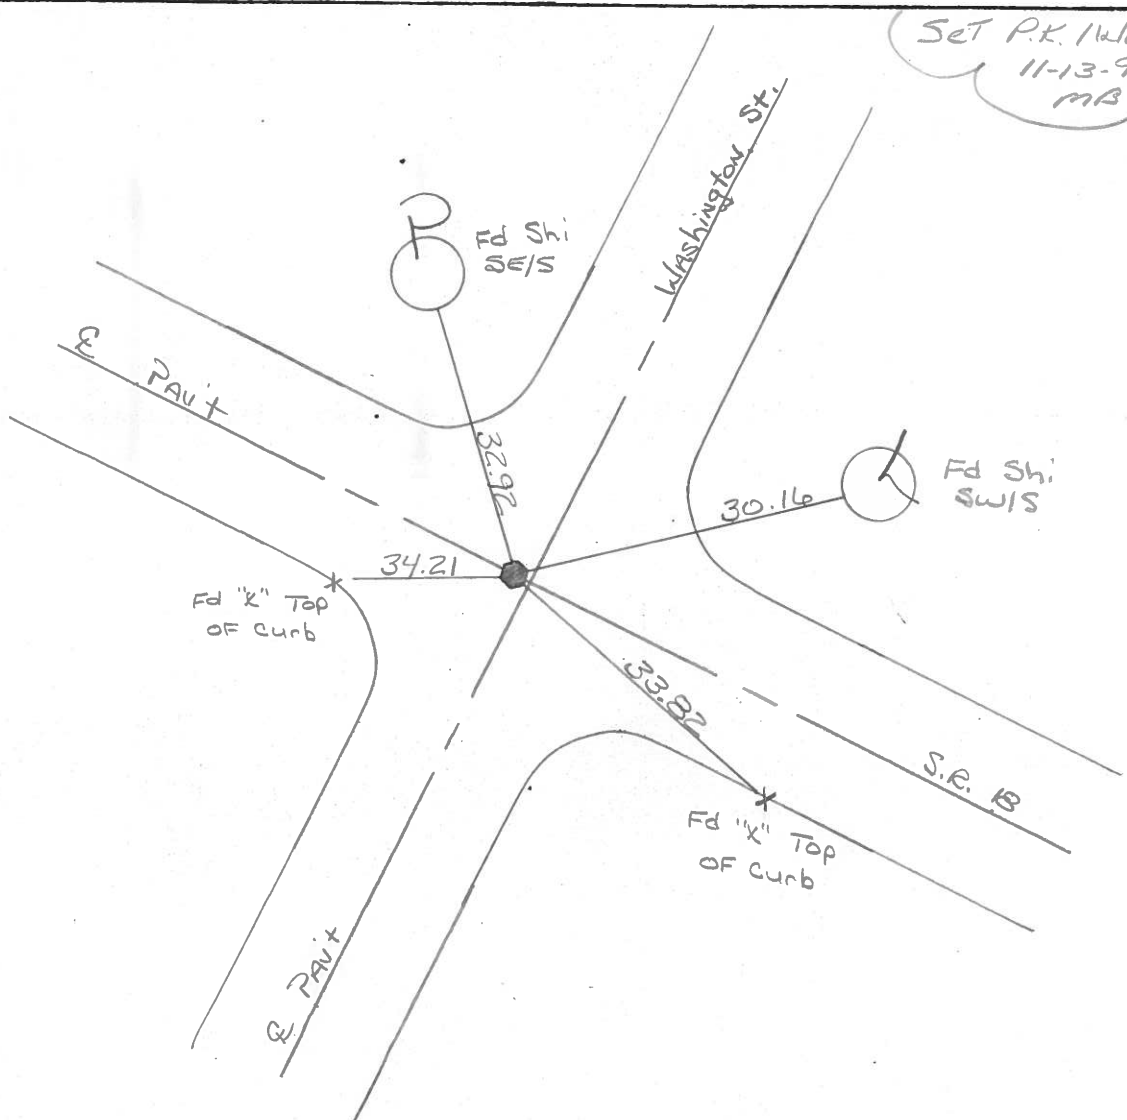 SET P.K.
11-13-9
MB
Washington St.
Fd Shi
SE/S
℄ PAV't
32.92
Fd Shi
SW/S
30.16
34.21
Fd "X" Top
OF Curb
33.82
S.R. 18
Fd "X" Top
OF Curb
℄ PAV't